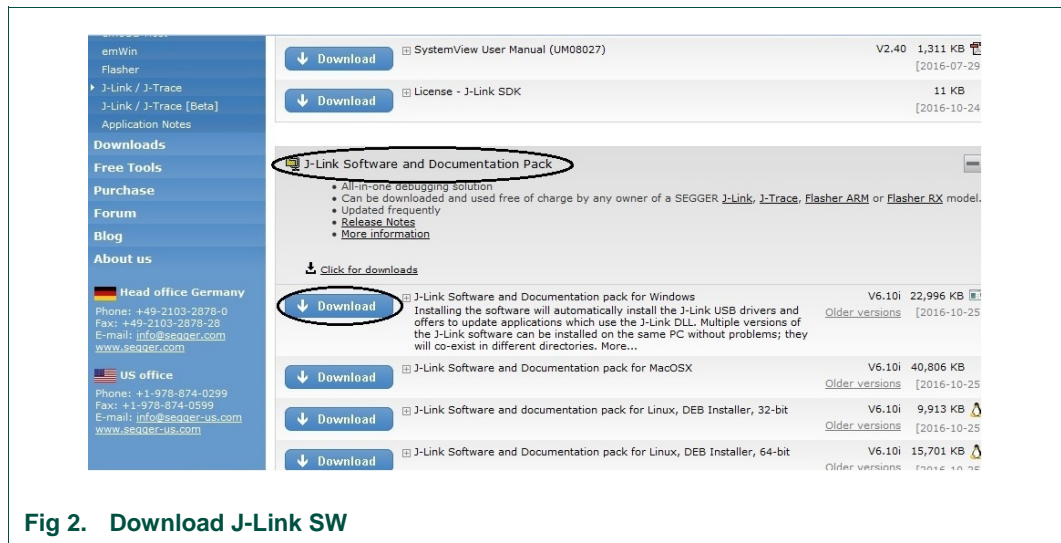 emWin
Flasher
J-Link / J-Trace
J-Link / J-Trace [Beta]
Application Notes
Downloads
Free Tools
Purchase
Forum
Blog
About us
Head office Germany
Phone: +49-2103-2878-0
Fax: +49-2103-2878-28
E-mail: info@segger.com
www.segger.com
US office
Phone: +1-978-874-0299
Fax: +1-978-874-0599
E-mail: info@segger-us.com
www.segger-us.com
Download SystemView User Manual (UM08027) V2.40 1,311 KB
[2016-07-29
Download License - J-Link SDK 11 KB
[2016-10-24
J-Link Software and Documentation Pack
• All-in-one debugging solution
• Can be downloaded and used free of charge by any owner of a SEGGER J-Link, J-Trace, Flasher ARM or Flasher RX model.
• Updated frequently
• Release Notes
• More information
Click for downloads
Download J-Link Software and Documentation pack for Windows V6.10i 22,996 KB
Installing the software will automatically install the J-Link USB drivers and Older versions [2016-10-25
offers to update applications which use the J-Link DLL. Multiple versions of
the J-Link software can be installed on the same PC without problems; they
will co-exist in different directories. More...
Download J-Link Software and Documentation pack for MacOSX V6.10i 40,806 KB
Older versions [2016-10-25
Download J-Link Software and documentation pack for Linux, DEB Installer, 32-bit V6.10i 9,913 KB
Older versions [2016-10-25
Download J-Link Software and Documentation pack for Linux, DEB Installer, 64-bit V6.10i 15,701 KB
Older versions [2016-10-25
Fig 2. Download J-Link SW